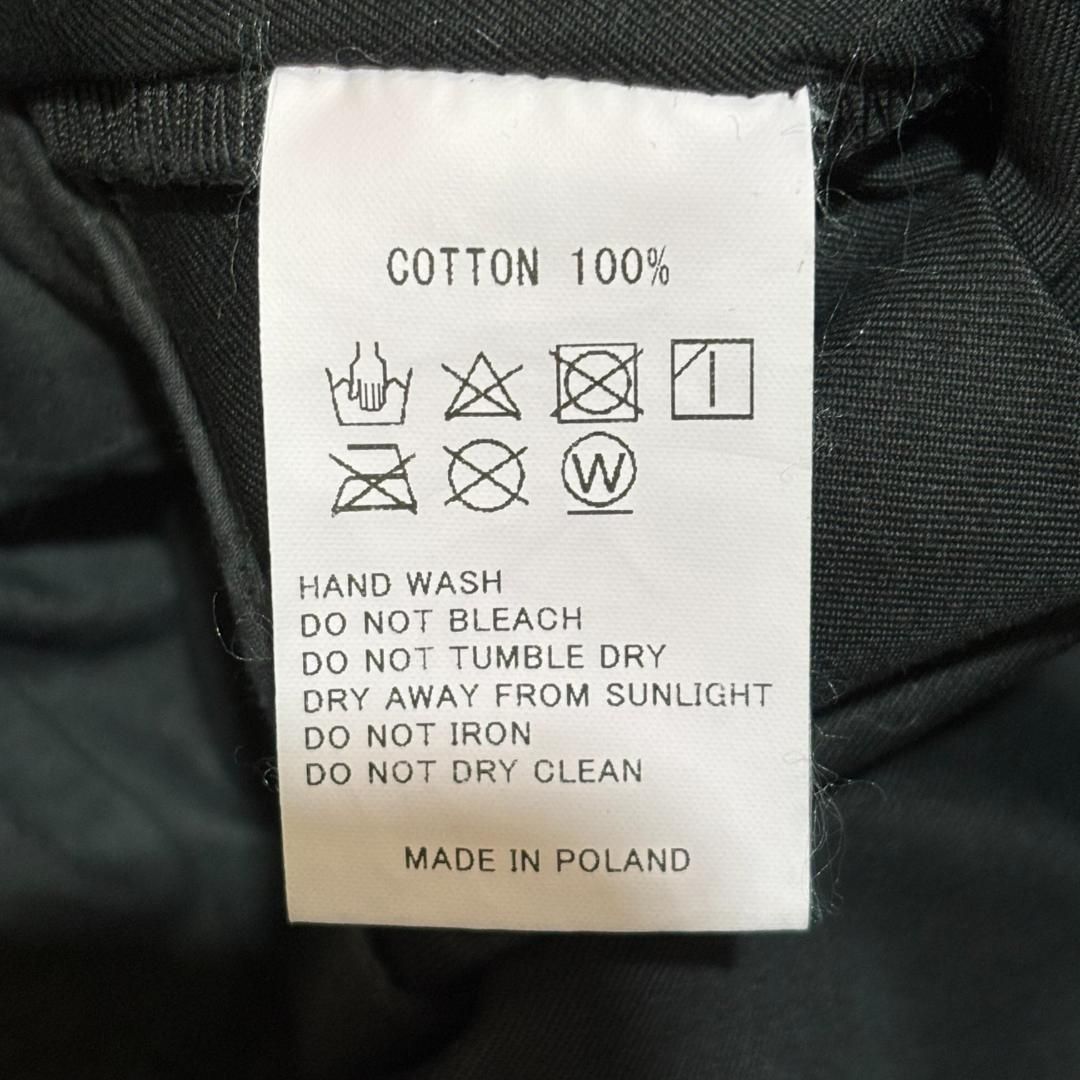 COTTON 100%
W
HAND WASH
DO NOT BLEACH
DO NOT TUMBLE DRY
DRY AWAY FROM SUNLIGHT
DO NOT IRON
DO NOT DRY CLEAN
MADE IN POLAND